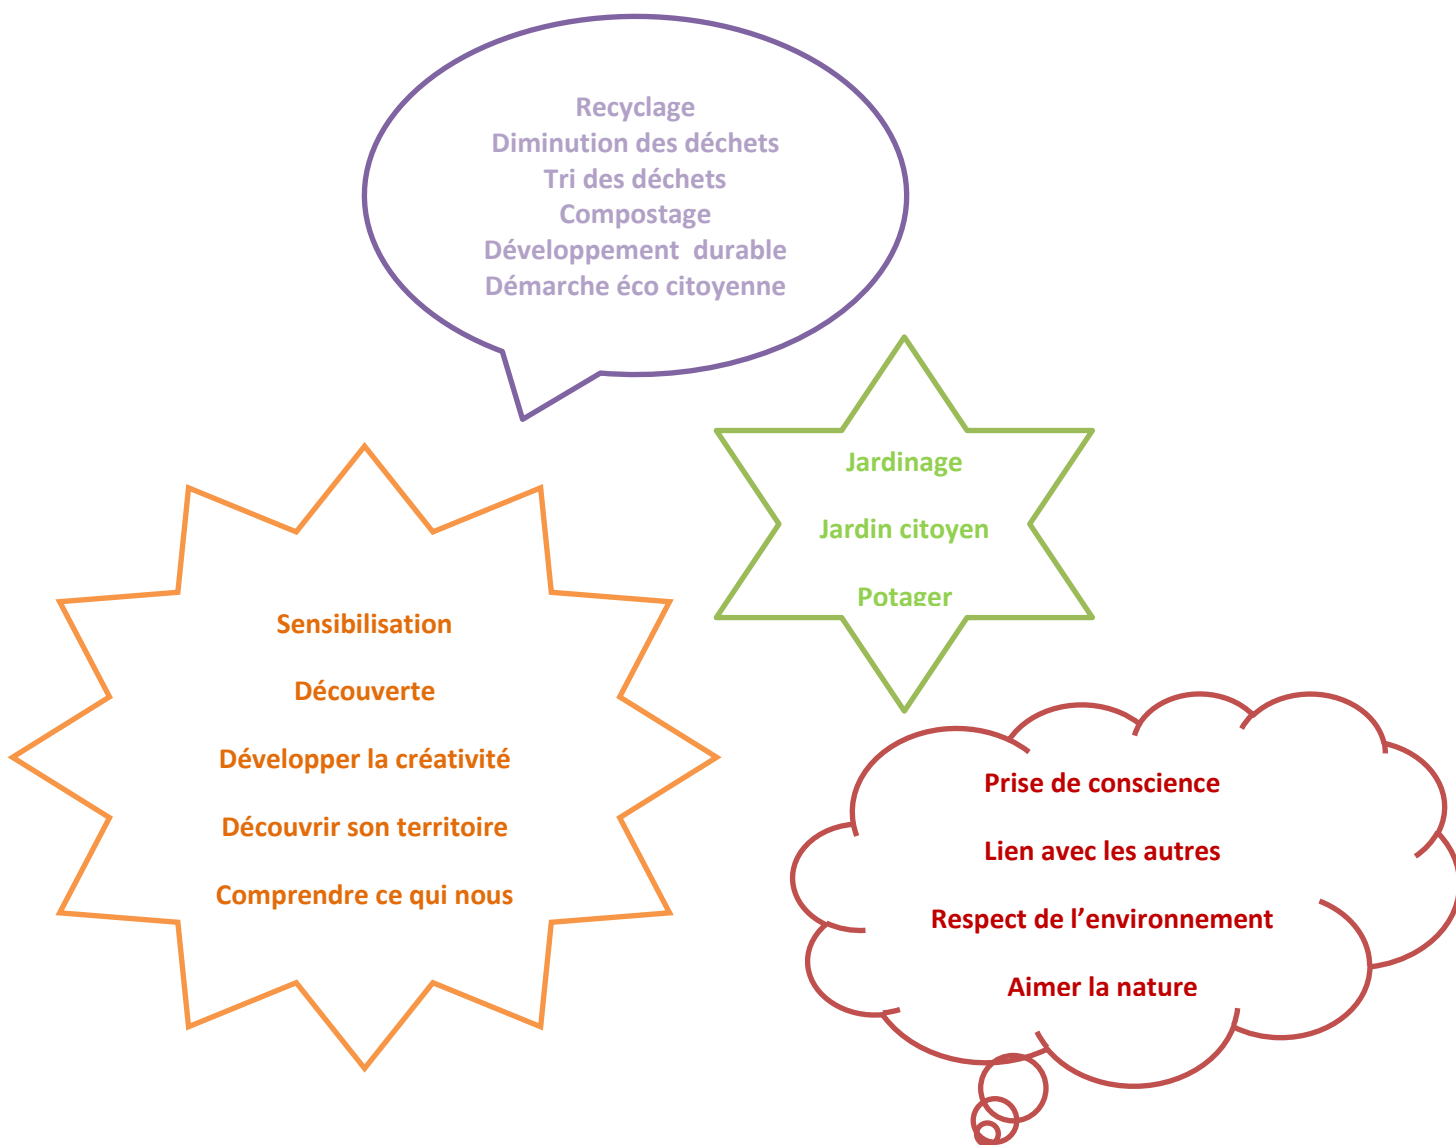 Recyclage
Diminution des déchets
Tri des déchets
Compostage
Développement  durable
Démarche éco citoyenne
Jardinage
Jardin citoyen
Potager
Sensibilisation
Découverte
Développer la créativité
Découvrir son territoire
Comprendre ce qui nous
Prise de conscience
Lien avec les autres
Respect de l’environnement
Aimer la nature